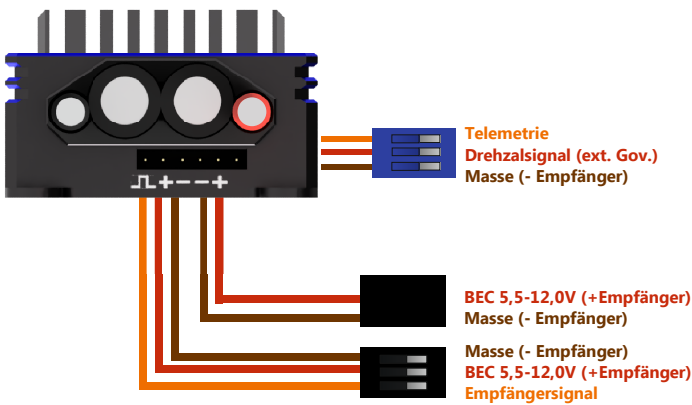 Telemetrie
Drehzalsignal (ext. Gov.)
Masse (- Empfänger)
+ − − +
BEC 5,5-12,0V (+Empfänger)
Masse (- Empfänger)
Masse (- Empfänger)
BEC 5,5-12,0V (+Empfänger)
Empfängersignal